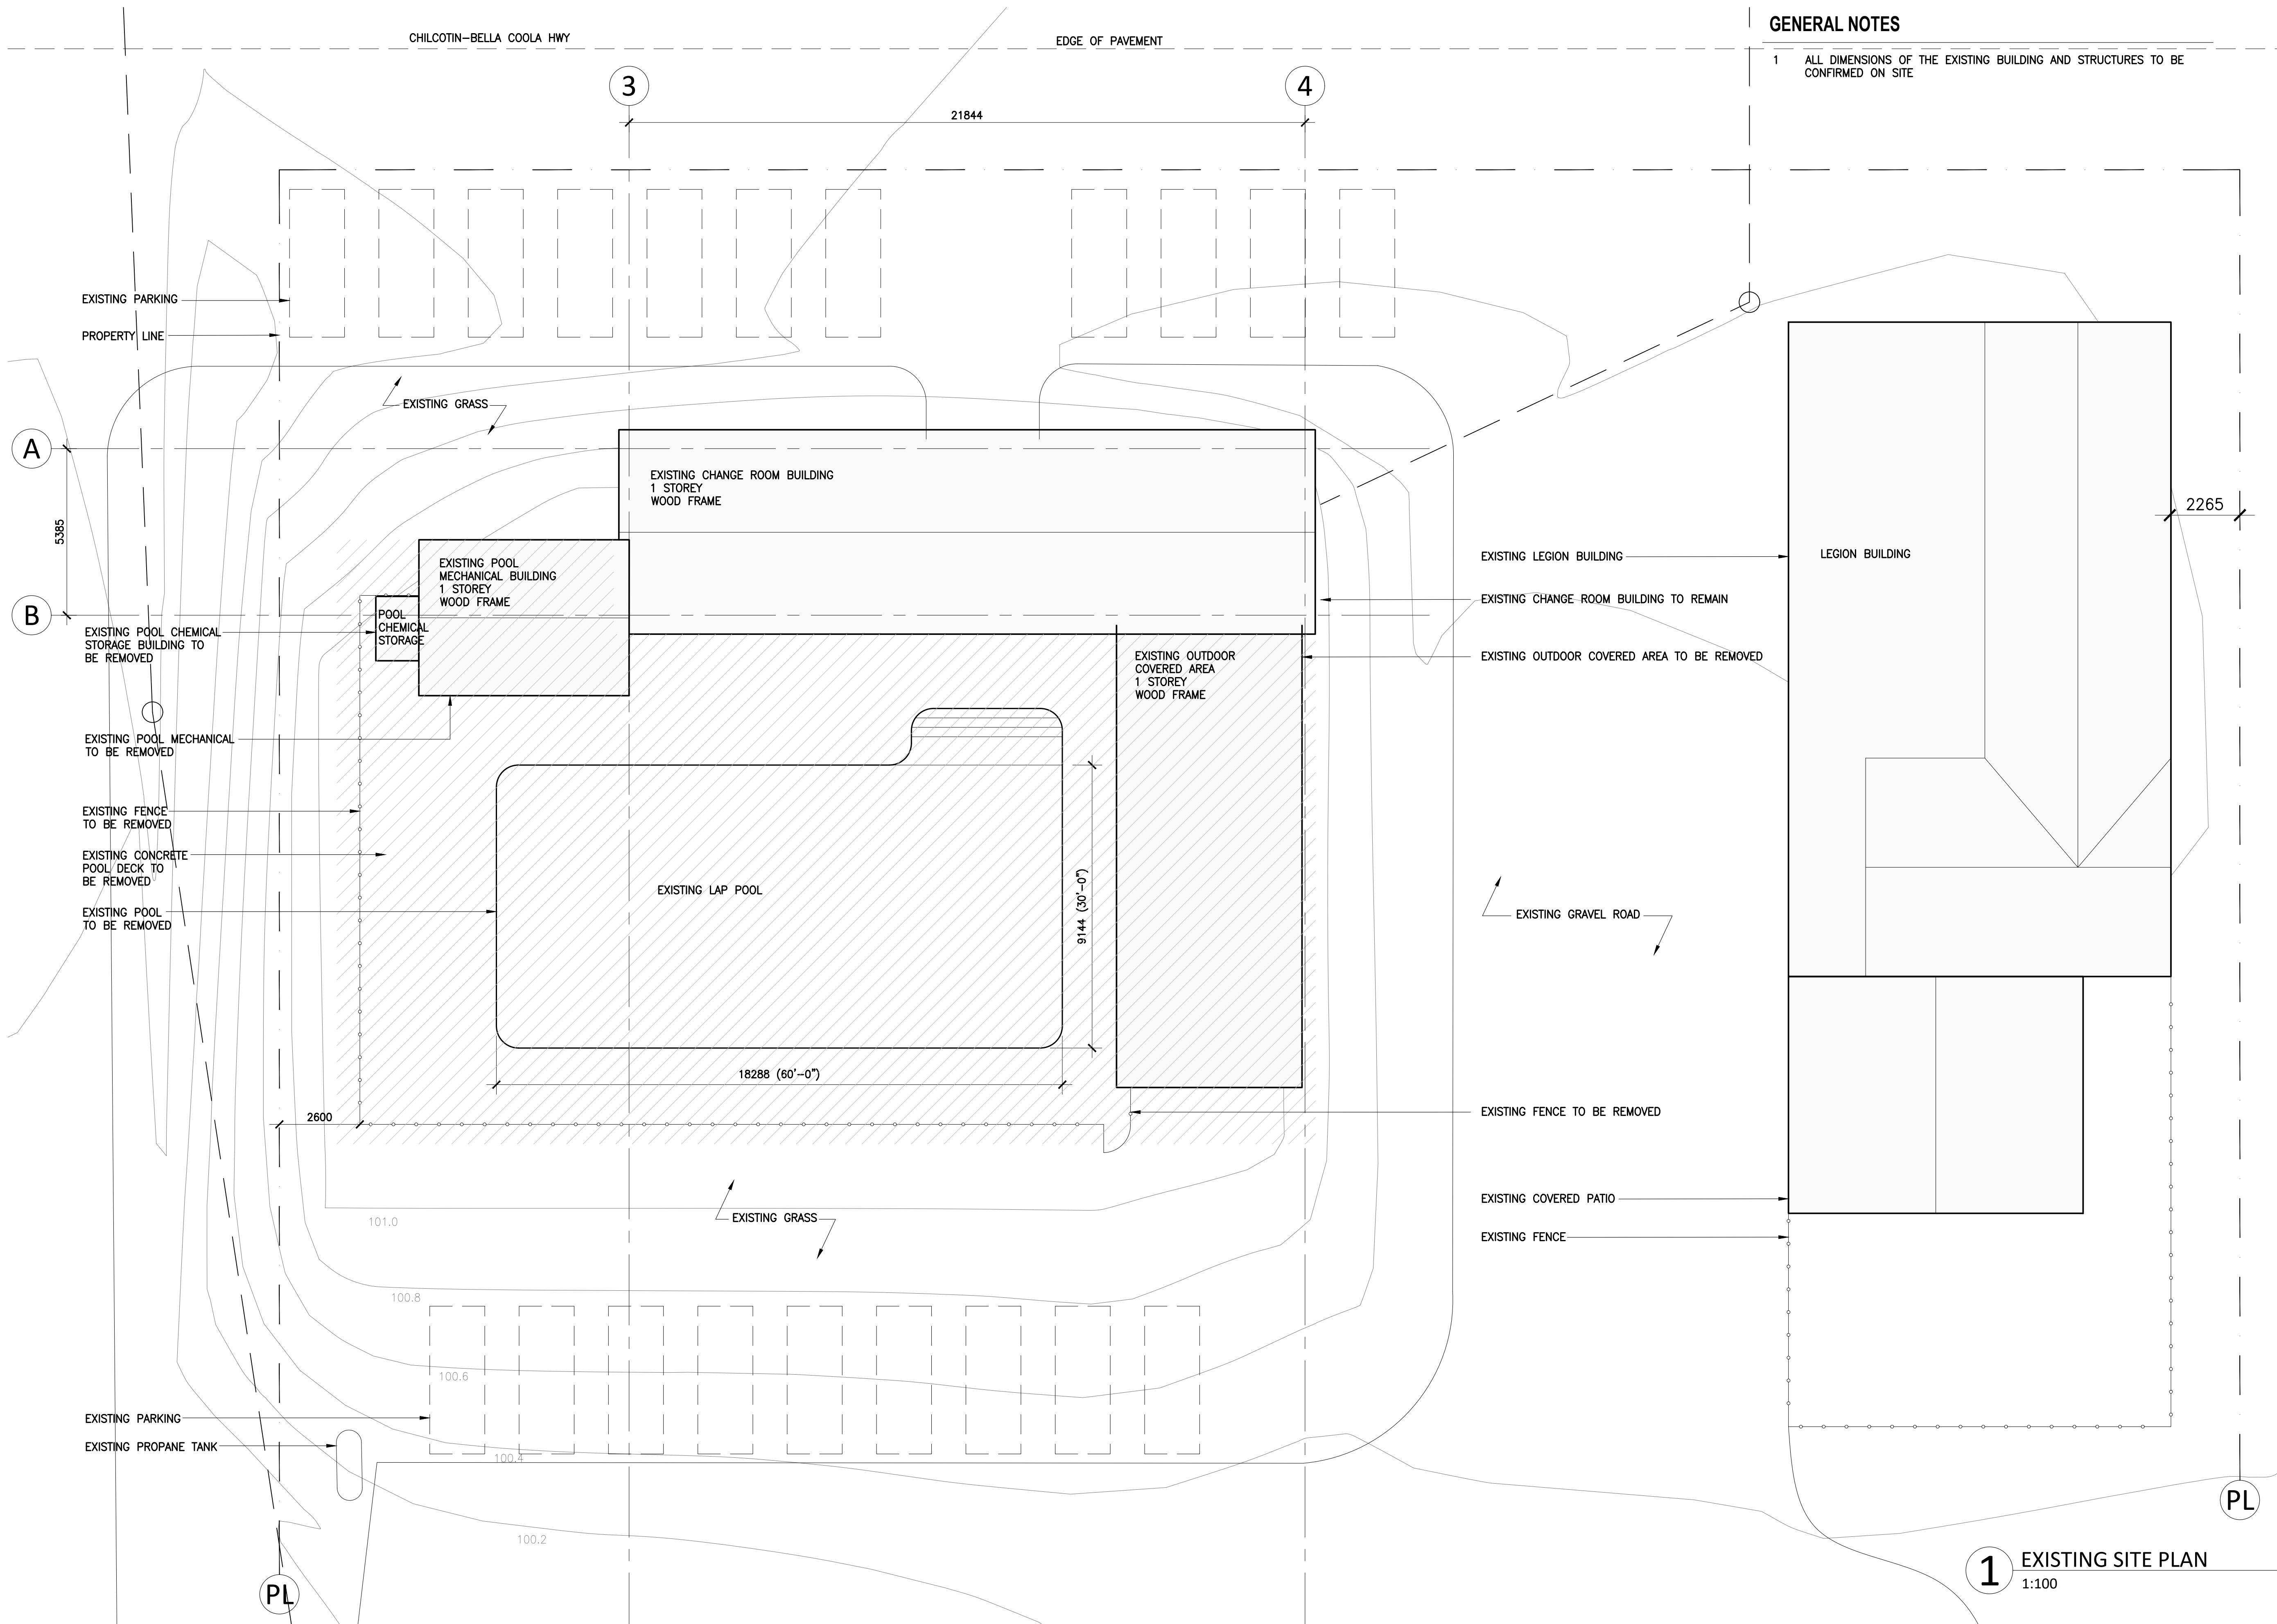 CHILCOTIN-BELLA COOLA HWY
EDGE OF PAVEMENT
GENERAL NOTES
1 ALL DIMENSIONS OF THE EXISTING BUILDING AND STRUCTURES TO BE
CONFIRMED ON SITE
3
4
21844
EXISTING PARKING
PROPERTY LINE
EXISTING GRASS
A
5385
B
EXISTING CHANGE ROOM BUILDING
1 STOREY
WOOD FRAME
EXISTING POOL
MECHANICAL BUILDING
1 STOREY
WOOD FRAME
POOL
CHEMICAL
STORAGE
EXISTING POOL CHEMICAL
STORAGE BUILDING TO
BE REMOVED
EXISTING OUTDOOR
COVERED AREA
1 STOREY
WOOD FRAME
EXISTING LEGION BUILDING
LEGION BUILDING
2265
EXISTING CHANGE ROOM BUILDING TO REMAIN
EXISTING OUTDOOR COVERED AREA TO BE REMOVED
EXISTING POOL MECHANICAL
TO BE REMOVED
EXISTING FENCE
TO BE REMOVED
EXISTING CONCRETE
POOL DECK TO
BE REMOVED
EXISTING POOL
TO BE REMOVED
EXISTING LAP POOL
9144 (30'-0")
18288 (60'-0")
2600
EXISTING GRAVEL ROAD
EXISTING FENCE TO BE REMOVED
EXISTING COVERED PATIO
EXISTING FENCE
EXISTING GRASS
101.0
100.8
100.6
100.4
100.2
EXISTING PARKING
EXISTING PROPANE TANK
PL
PL
1 EXISTING SITE PLAN
1:100